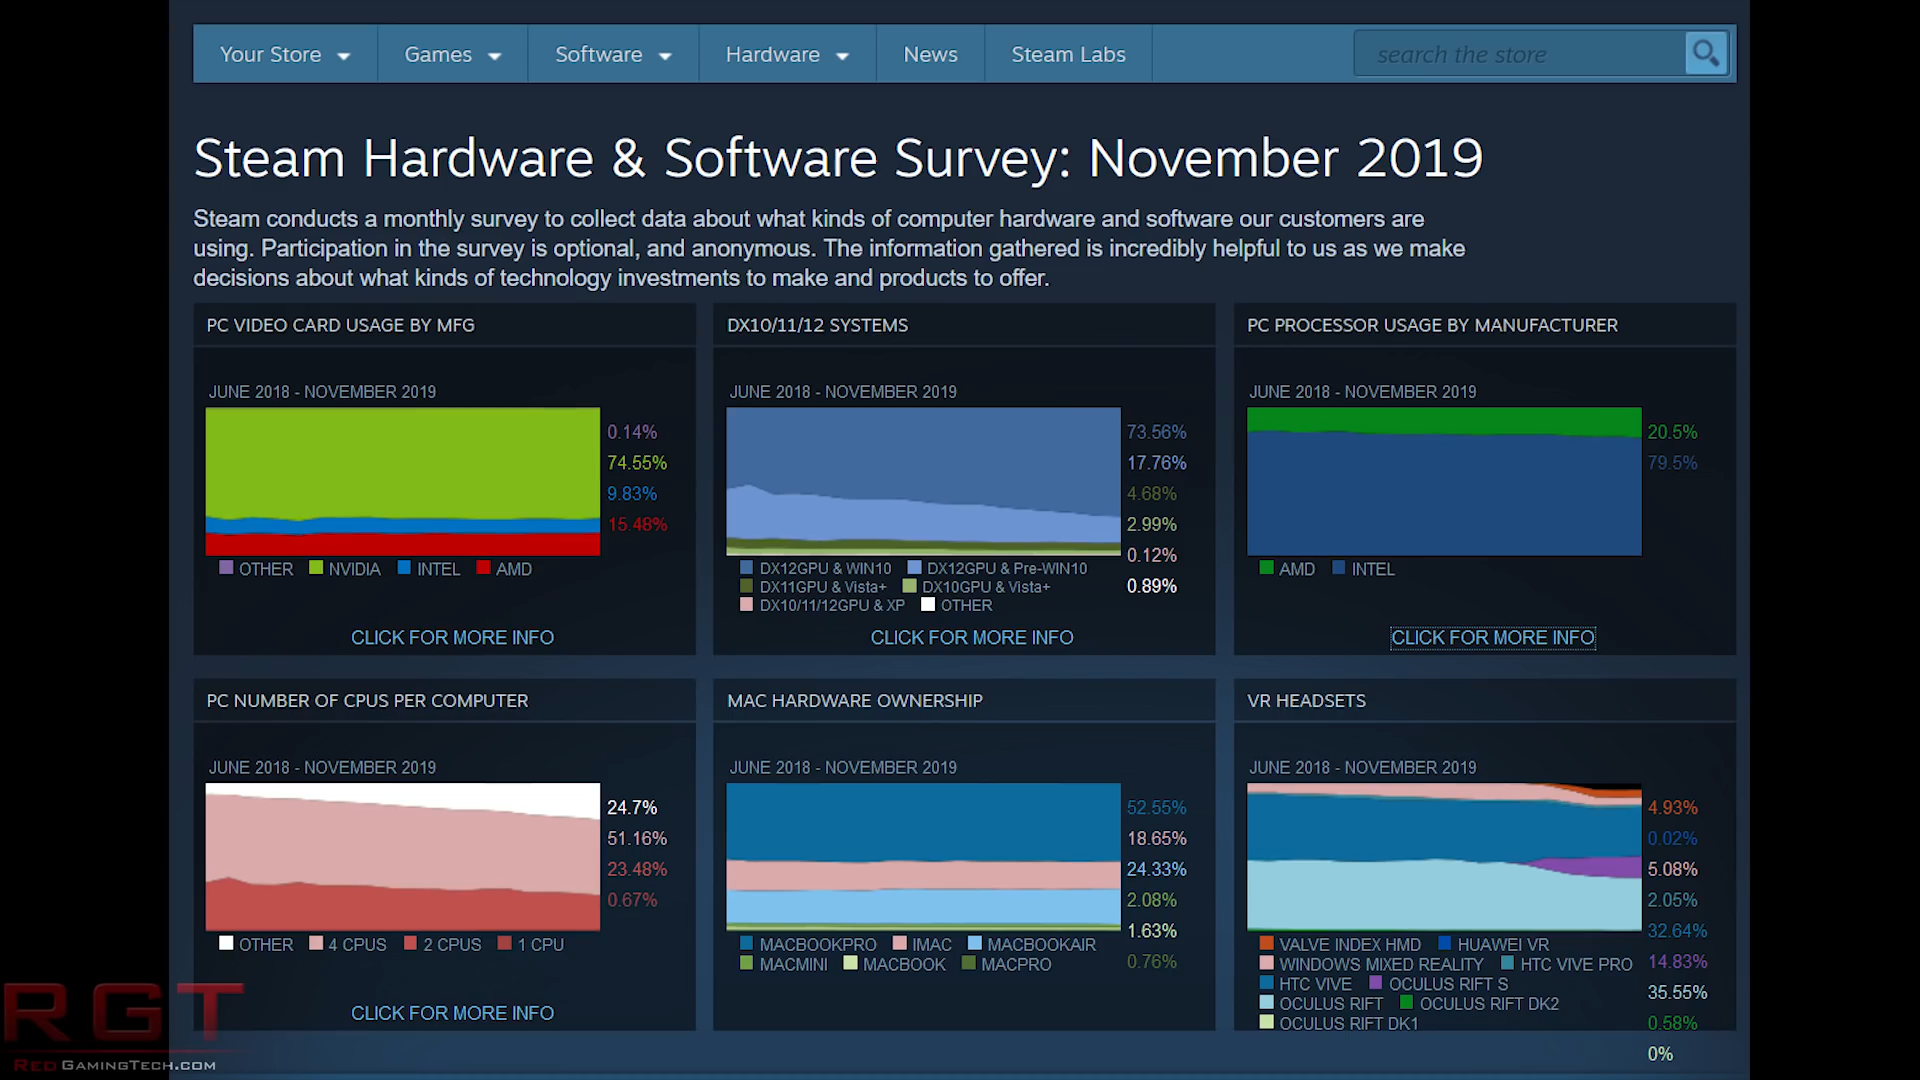 Your Store
Games
Software
Hardware
News
Steam Labs
search the store
Steam Hardware & Software Survey: November 2019
Steam conducts a monthly survey to collect data about what kinds of computer hardware and software our customers are
using. Participation in the survey is optional, and anonymous. The information gathered is incredibly helpful to us as we make
decisions about what kinds of technology investments to make and products to offer.
PC VIDEO CARD USAGE BY MFG
JUNE 2018 - NOVEMBER 2019
0.14%
74.55%
9.83%
15.48%
OTHER NVIDIA INTEL AMD
CLICK FOR MORE INFO
DX10/11/12 SYSTEMS
JUNE 2018 - NOVEMBER 2019
73.56%
17.76%
4.68%
2.99%
0.12%
0.89%
DX12GPU & WIN10 DX12GPU & Pre-WIN10
DX11GPU & Vista+ DX10GPU & Vista+
DX10/11/12GPU & XP OTHER
CLICK FOR MORE INFO
PC PROCESSOR USAGE BY MANUFACTURER
JUNE 2018 - NOVEMBER 2019
20.5%
79.5%
AMD INTEL
CLICK FOR MORE INFO
PC NUMBER OF CPUS PER COMPUTER
JUNE 2018 - NOVEMBER 2019
24.7%
51.16%
23.48%
0.67%
OTHER 4 CPUS 2 CPUS 1 CPU
CLICK FOR MORE INFO
MAC HARDWARE OWNERSHIP
JUNE 2018 - NOVEMBER 2019
52.55%
18.65%
24.33%
2.08%
1.63%
0.76%
MACBOOKPRO IMAC MACBOOKAIR
MACMINI MACBOOK MACPRO
VR HEADSETS
JUNE 2018 - NOVEMBER 2019
4.93%
0.02%
5.08%
2.05%
32.64%
14.83%
35.55%
0.58%
0%
VALVE INDEX HMD HUAWEI VR
WINDOWS MIXED REALITY HTC VIVE PRO
HTC VIVE OCULUS RIFT S
OCULUS RIFT OCULUS RIFT DK2
OCULUS RIFT DK1
RGT
REDGAMINGTECH.COM